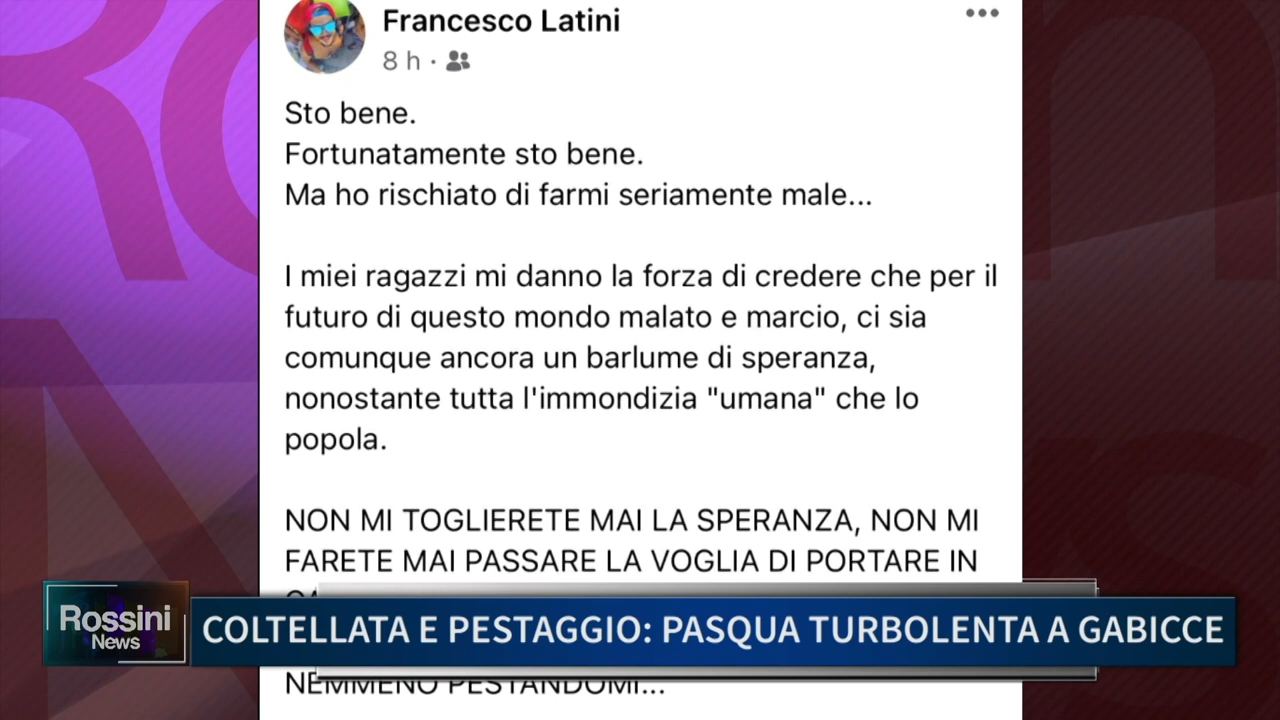 Francesco Latini
8 h ·
Sto bene.
Fortunatamente sto bene.
Ma ho rischiato di farmi seriamente male...
I miei ragazzi mi danno la forza di credere che per il
futuro di questo mondo malato e marcio, ci sia
comunque ancora un barlume di speranza,
nonostante tutta l'immondizia "umana" che lo
popola.
NON MI TOGLIERETE MAI LA SPERANZA, NON MI
FARETE MAI PASSARE LA VOGLIA DI PORTARE IN
Rossini
News
COLTELLATA E PESTAGGIO: PASQUA TURBOLENTA A GABICCE
NEMMENO PESTANDOMI...